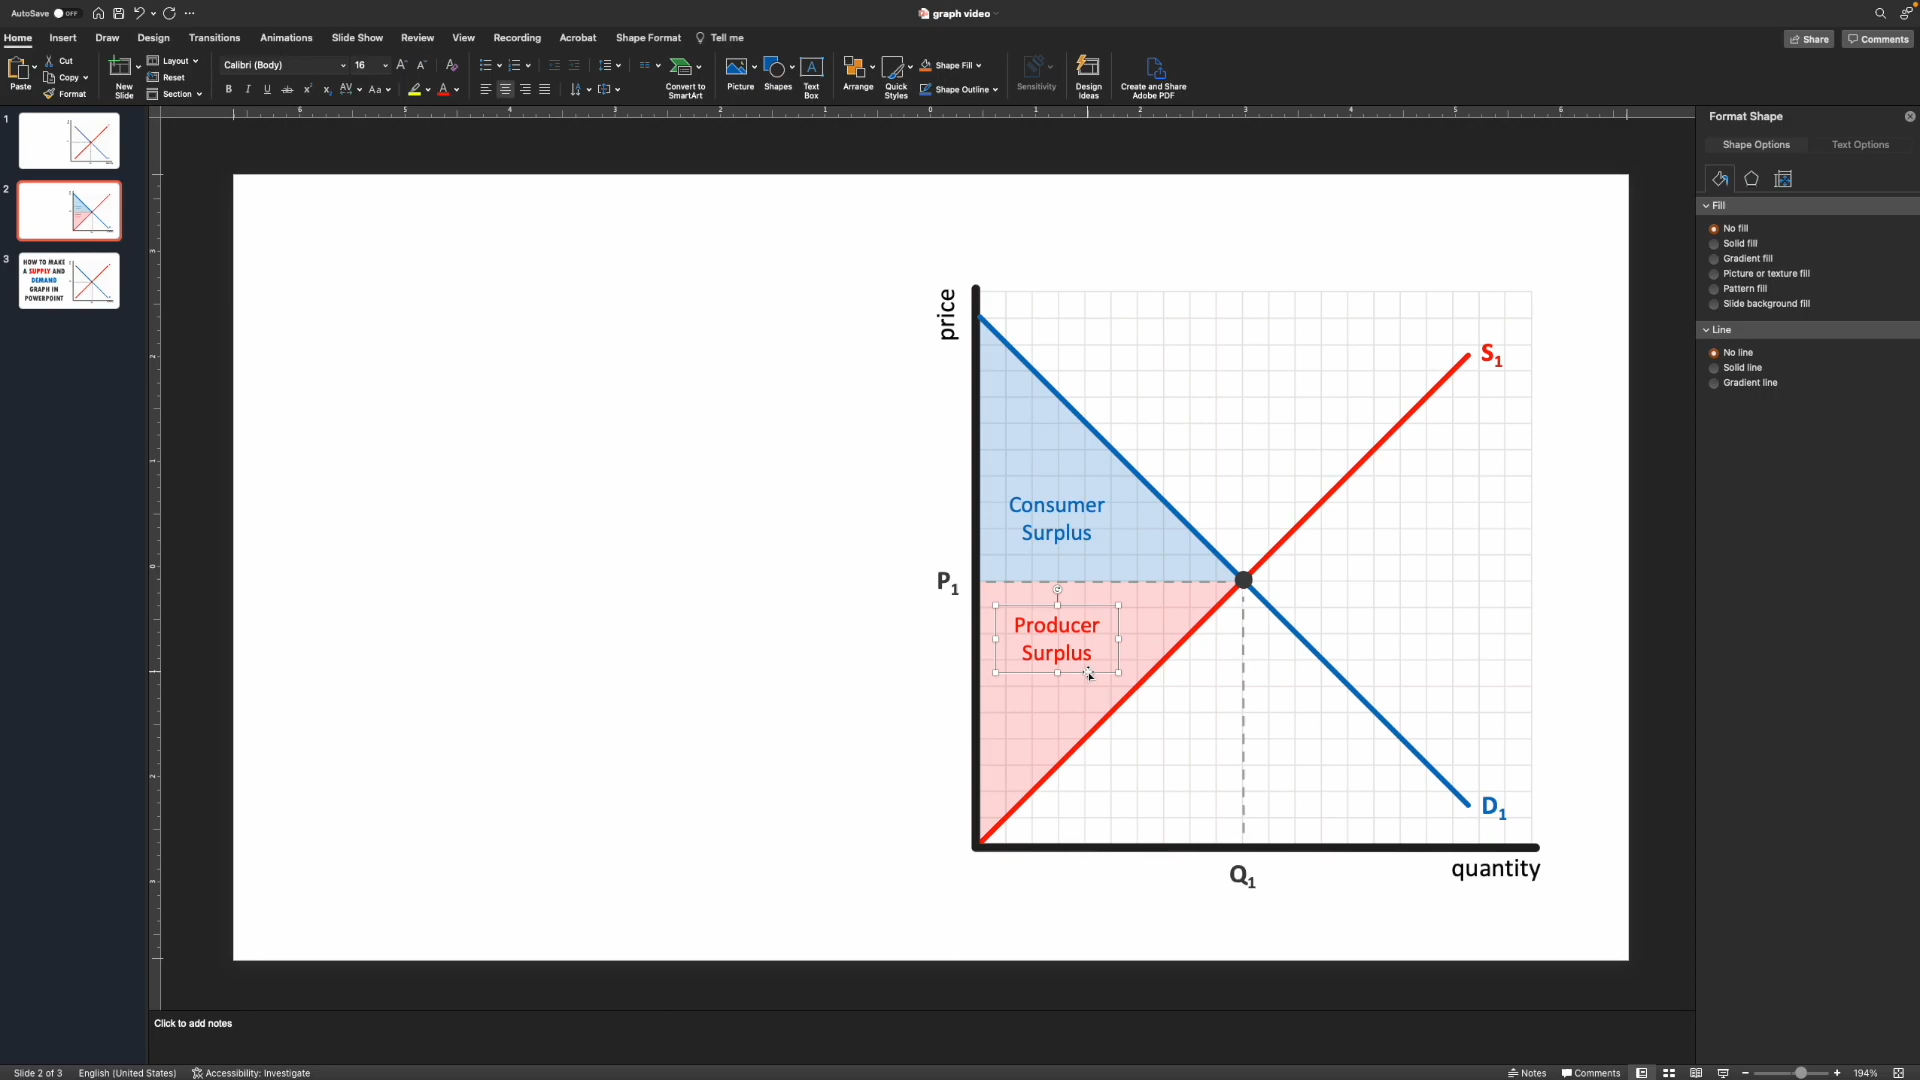 AutoSave OFF
graph video
Home Insert Draw Design Transitions Animations Slide Show Review View Recording Acrobat Shape Format Tell me
Share Comments
Paste
Cut
Copy
Format
New Slide
Layout
Reset
Section
Calibri (Body) 16
Convert to SmartArt
Picture
Shapes
Text Box
Arrange
Quick Styles
Shape Fill
Shape Outline
Sensitivity
Design Ideas
Create and Share Adobe PDF
1
2
3
HOW TO MAKE
A SUPPLY AND
DEMAND
GRAPH IN
POWERPOINT
price
S1
Consumer
Surplus
P1
Producer
Surplus
D1
Q1
quantity
Format Shape
Shape Options Text Options
Fill
No fill
Solid fill
Gradient fill
Picture or texture fill
Pattern fill
Slide background fill
Line
No line
Solid line
Gradient line
Click to add notes
Slide 2 of 3 English (United States) Accessibility: Investigate
Notes Comments 194%